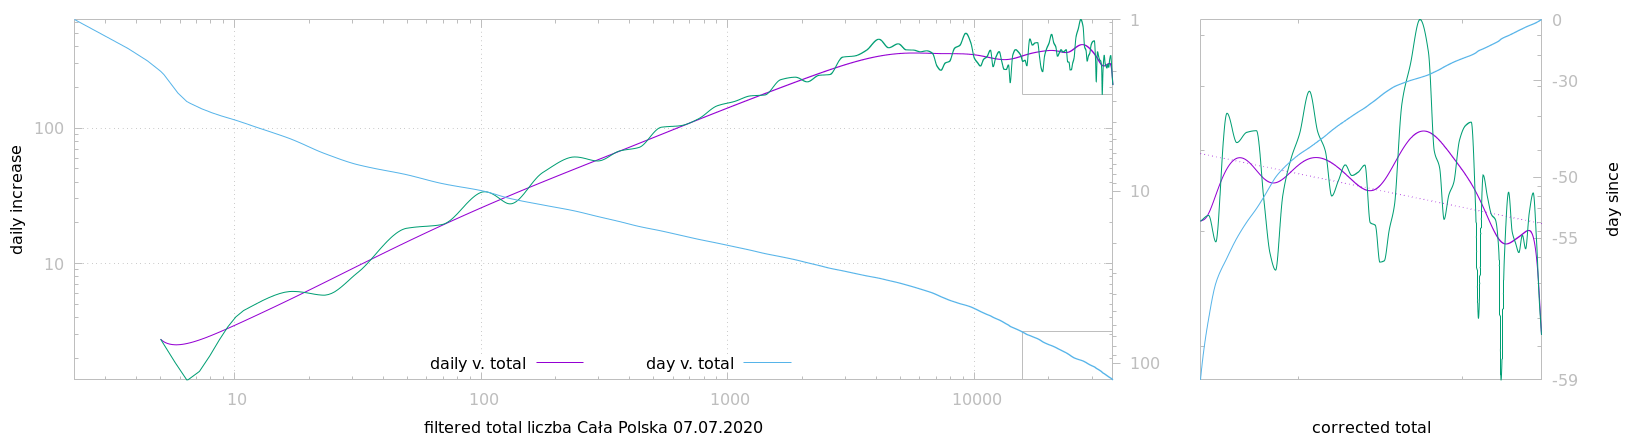 1
0
-30
100
daily increase
10
-50
day since
10
-55
daily v. total
day v. total
100
-59
10
100
1000
10000
filtered total liczba Cała Polska 07.07.2020
corrected total